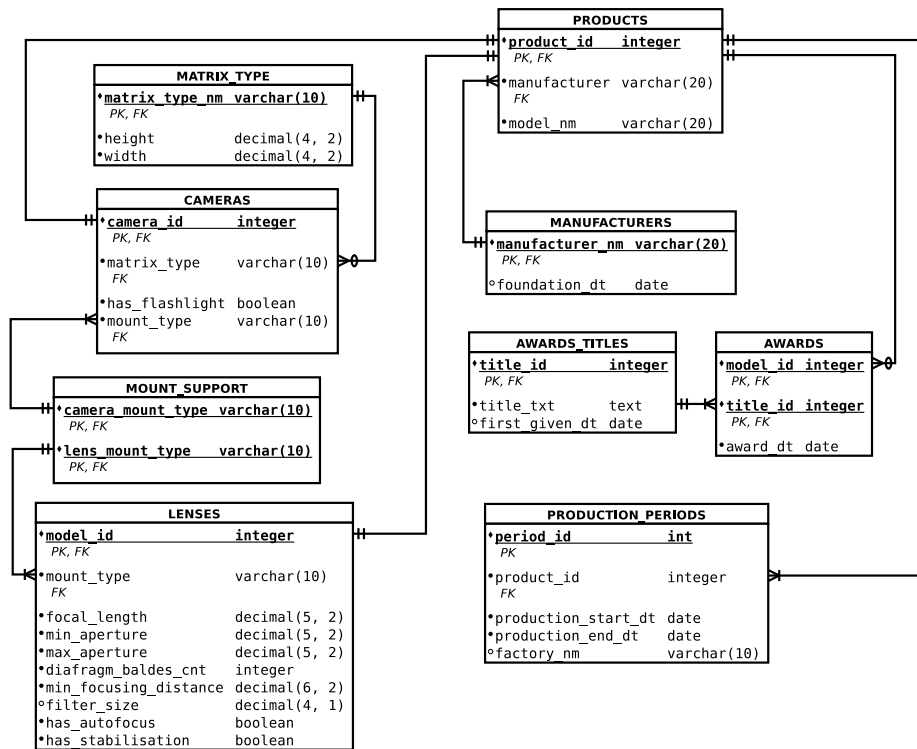 PRODUCTS
product_id integer
PK, FK
manufacturer varchar(20)
FK
model_nm varchar(20)
MATRIX_TYPE
matrix_type_nm varchar(10)
PK, FK
height decimal(4, 2)
width decimal(4, 2)
CAMERAS
camera_id integer
PK, FK
matrix_type varchar(10)
FK
has_flashlight boolean
mount_type varchar(10)
FK
MANUFACTURERS
manufacturer_nm varchar(20)
PK, FK
foundation_dt date
AWARDS_TITLES
title_id integer
PK, FK
title_txt text
first_given_dt date
AWARDS
model_id integer
PK, FK
title_id integer
PK, FK
award_dt date
MOUNT_SUPPORT
camera_mount_type varchar(10)
PK, FK
lens_mount_type varchar(10)
PK, FK
LENSES
model_id integer
PK, FK
mount_type varchar(10)
FK
focal_length decimal(5, 2)
min_aperture decimal(5, 2)
max_aperture decimal(5, 2)
diafragm_baldes_cnt integer
min_focusing_distance decimal(6, 2)
filter_size decimal(4, 1)
has_autofocus boolean
has_stabilisation boolean
PRODUCTION_PERIODS
period_id int
PK
product_id integer
FK
production_start_dt date
production_end_dt date
factory_nm varchar(10)